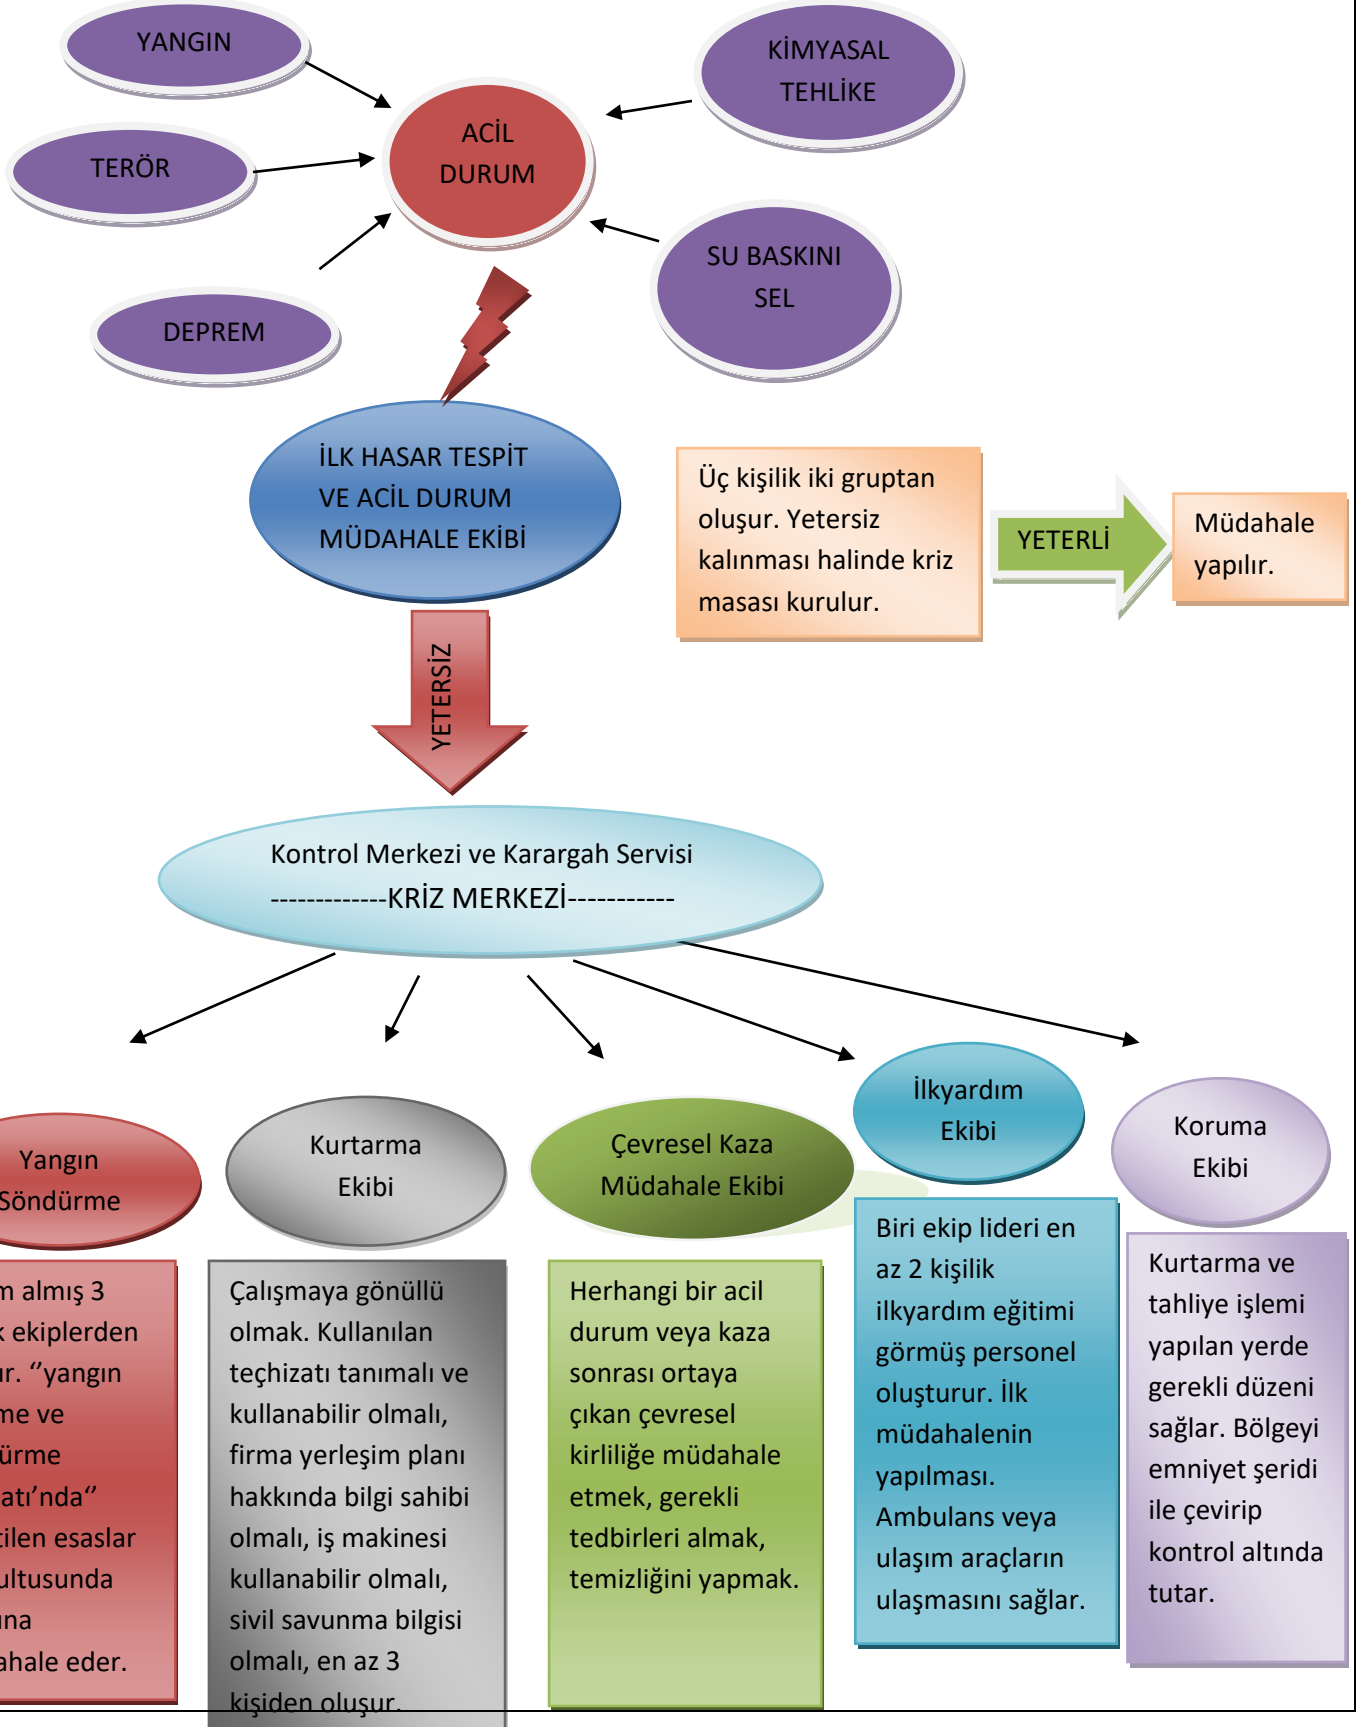 YANGIN
KİMYASAL
TEHLİKE
ACİL
DURUM
TERÖR
SU BASKINI
SEL
DEPREM
İLK HASAR TESPİT
VE ACİL DURUM
MÜDAHALE EKİBİ
Üç kişilik iki gruptan
oluşur. Yetersiz
kalınması halinde kriz
masası kurulur.
YETERLİ
Müdahale
yapılır.
YETERSİZ
Kontrol Merkezi ve Karargah Servisi
-------------KRİZ MERKEZİ------------
Yangın
Söndürme
almış 3
ekiplerden
‘’yangın
ve
esaslar
eder.
Kurtarma
Ekibi
Çalışmaya gönüllü
olmak. Kullanılan
teçhizatı tanımalı ve
kullanabilir olmalı,
firma yerleşim planı
hakkında bilgi sahibi
olmalı, iş makinesi
kullanabilir olmalı,
sivil savunma bilgisi
olmalı, en az 3
kişiden oluşur.
Çevresel Kaza
Müdahale Ekibi
Herhangi bir acil
durum veya kaza
sonrası ortaya
çıkan çevresel
kirliliğe müdahale
etmek, gerekli
tedbirleri almak,
temizliğini yapmak.
İlkyardım
Ekibi
Biri ekip lideri en
az 2 kişilik
ilkyardım eğitimi
görmüş personel
oluşturur. İlk
müdahalenin
yapılması.
Ambulans veya
ulaşım araçların
ulaşmasını sağlar.
Koruma
Ekibi
Kurtarma ve
tahliye işlemi
yapılan yerde
gerekli düzeni
sağlar. Bölgeyi
emniyet şeridi
ile çevirip
kontrol altında
tutar.